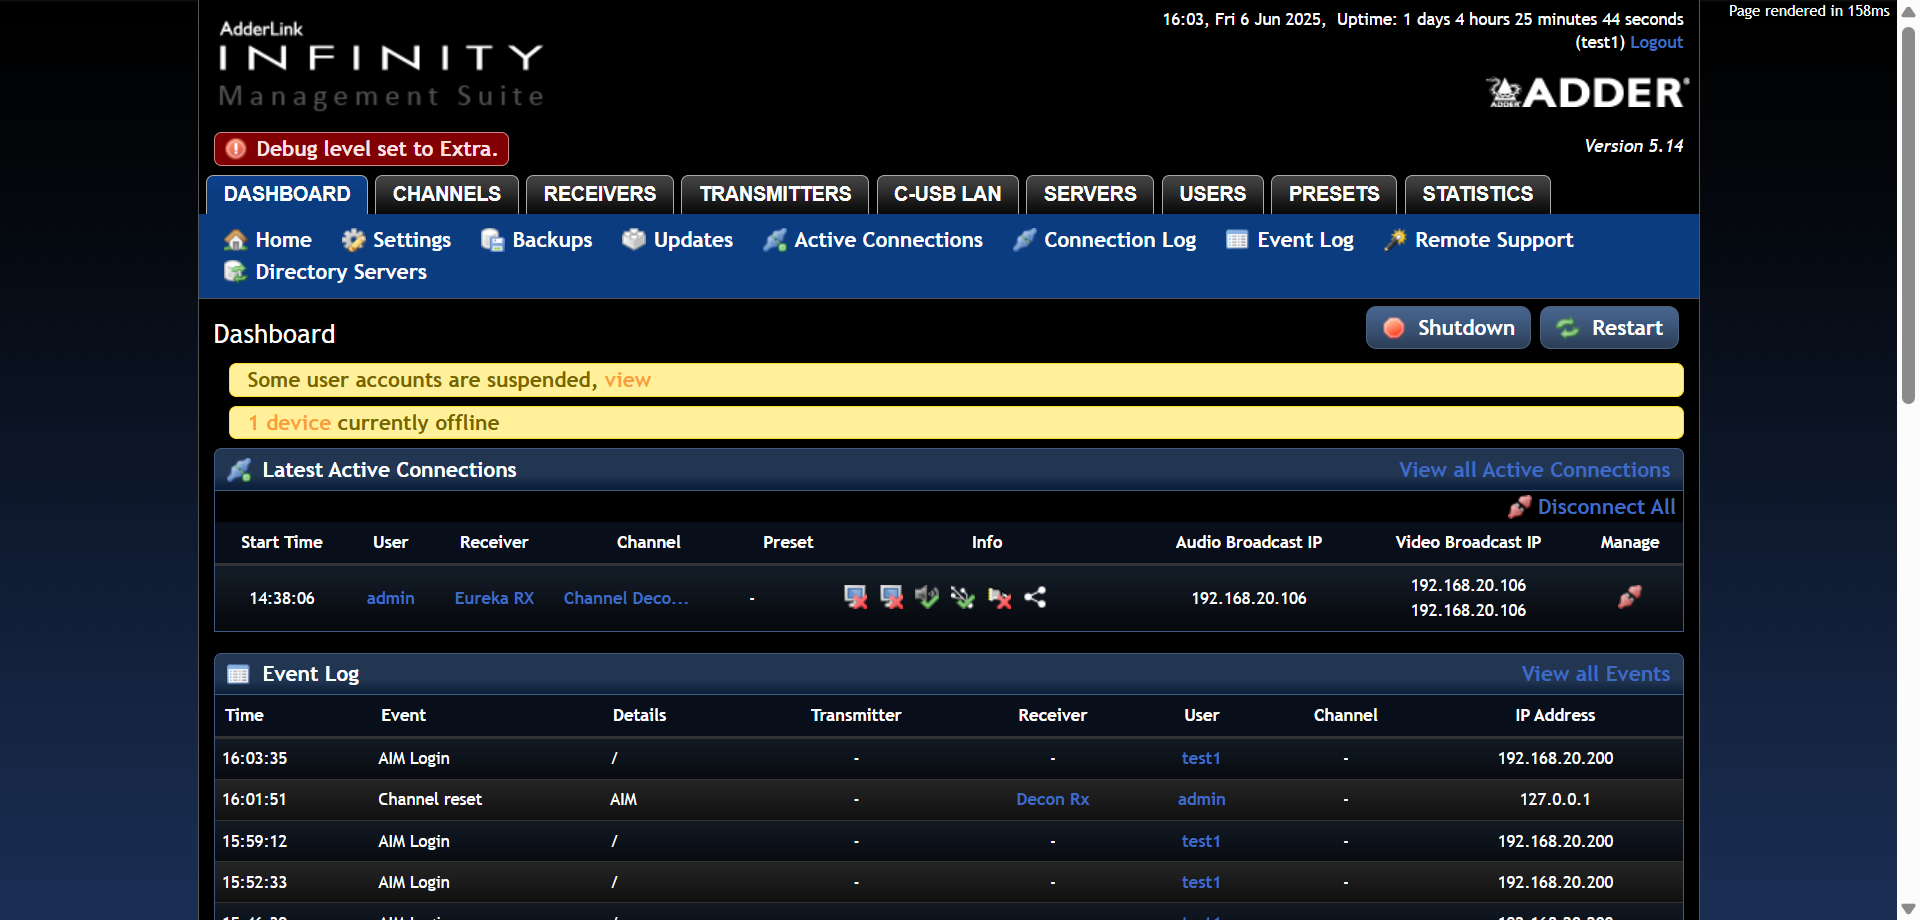 Page rendered in 158ms
16:03, Fri 6 Jun 2025, Uptime: 1 days 4 hours 25 minutes 44 seconds
(test1) Logout
AdderLink
INFINITY
Management Suite
ADDER
ADDER®
Debug level set to Extra.
Version 5.14
DASHBOARD CHANNELS RECEIVERS TRANSMITTERS C-USB LAN SERVERS USERS PRESETS STATISTICS
Home Settings Backups Updates Active Connections Connection Log Event Log Remote Support
Directory Servers
Dashboard
Shutdown Restart
Some user accounts are suspended, view
1 device currently offline
Latest Active Connections View all Active Connections
Disconnect All
Start Time User Receiver Channel Preset Info Audio Broadcast IP Video Broadcast IP Manage
14:38:06 admin Eureka RX Channel Deco... - 192.168.20.106 192.168.20.106
192.168.20.106
Event Log View all Events
Time Event Details Transmitter Receiver User Channel IP Address
16:03:35 AIM Login / - - test1 - 192.168.20.200
16:01:51 Channel reset AIM - Decon Rx admin - 127.0.0.1
15:59:12 AIM Login / - - test1 - 192.168.20.200
15:52:33 AIM Login / - - test1 - 192.168.20.200